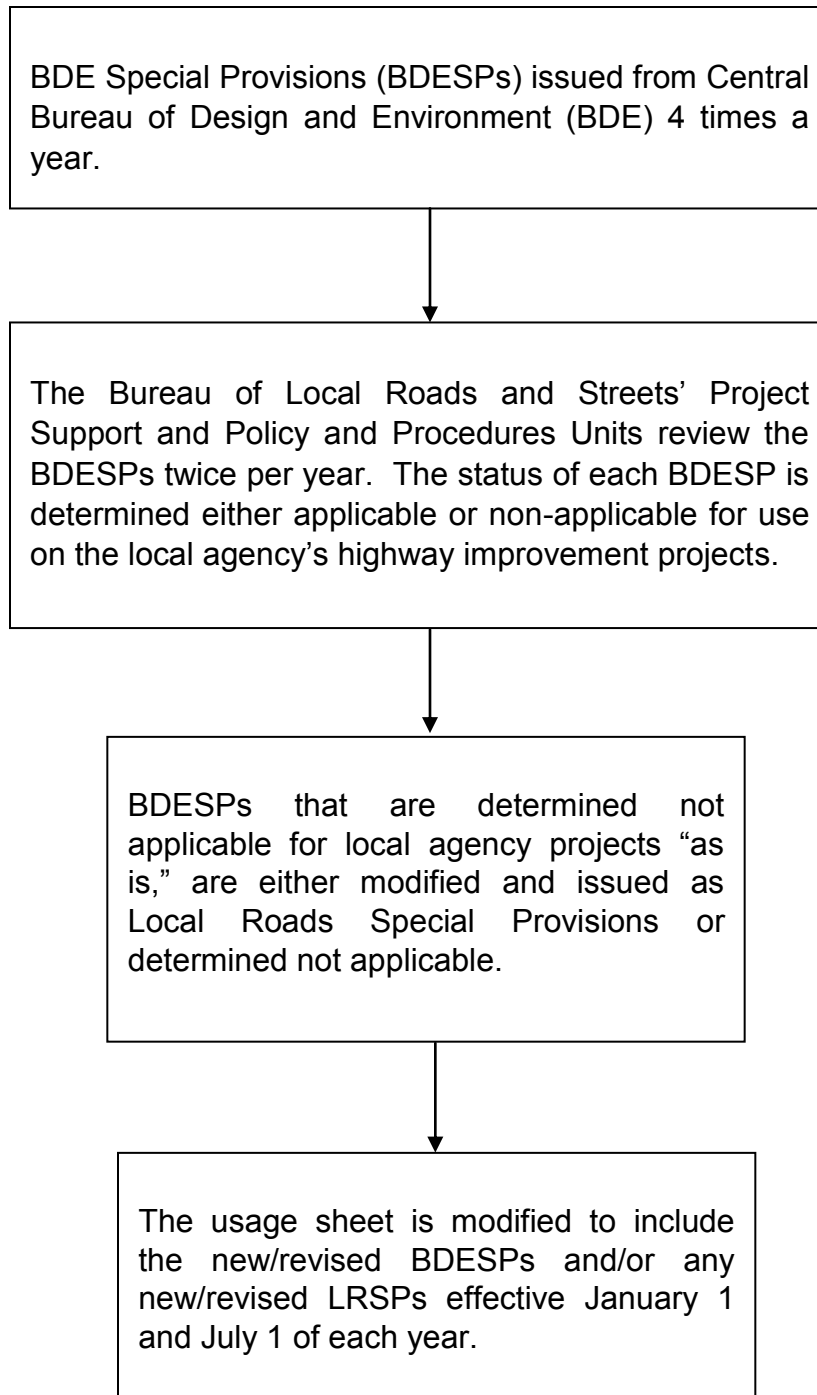 BDE Special Provisions (BDESPs) issued from Central
Bureau of Design and Environment (BDE) 4 times a
year.
The Bureau of Local Roads and Streets’ Project
Support and Policy and Procedures Units review the
BDESPs twice per year. The status of each BDESP is
determined either applicable or non-applicable for use
on the local agency’s highway improvement projects.
BDESPs that are determined not
applicable for local agency projects “as
is,” are either modified and issued as
Local Roads Special Provisions or
determined not applicable.
The usage sheet is modified to include
the new/revised BDESPs and/or any
new/revised LRSPs effective January 1
and July 1 of each year.